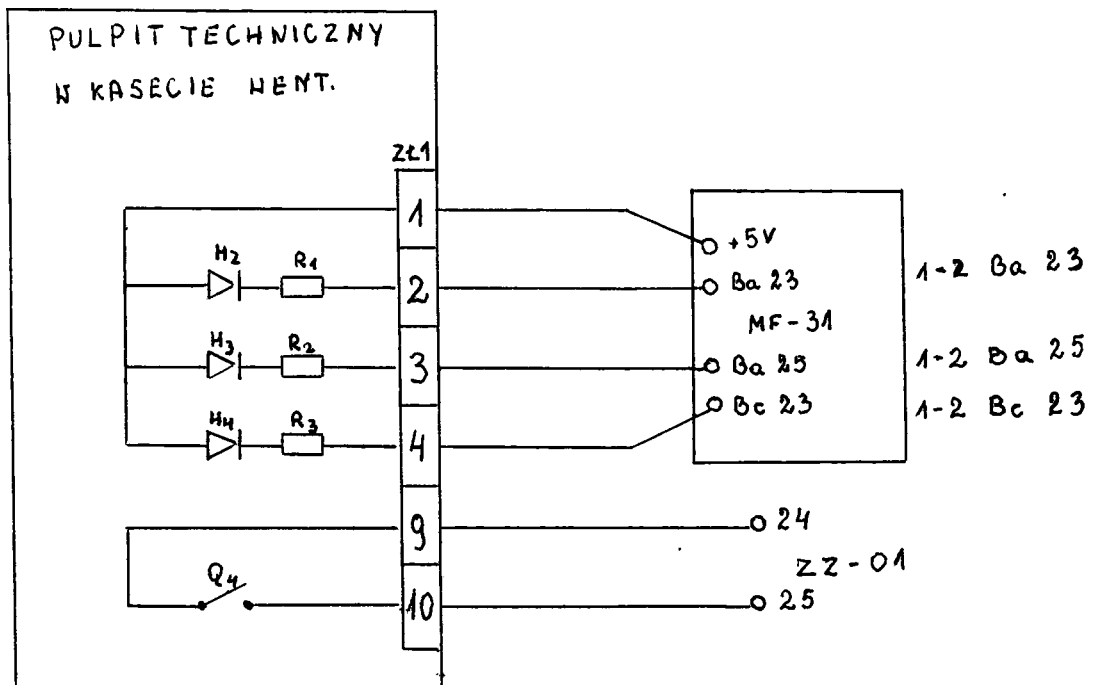 PULPIT TECHNICZNY
W KASECIE WENT.
ZŁ1
1
+5V
H2
R1
2
Ba 23
1-2 Ba 23
MF-31
H3
R2
3
Ba 25
1-2 Ba 25
H4
R3
4
Bc 23
1-2 Bc 23
9
24
ZZ-01
Q4
10
25